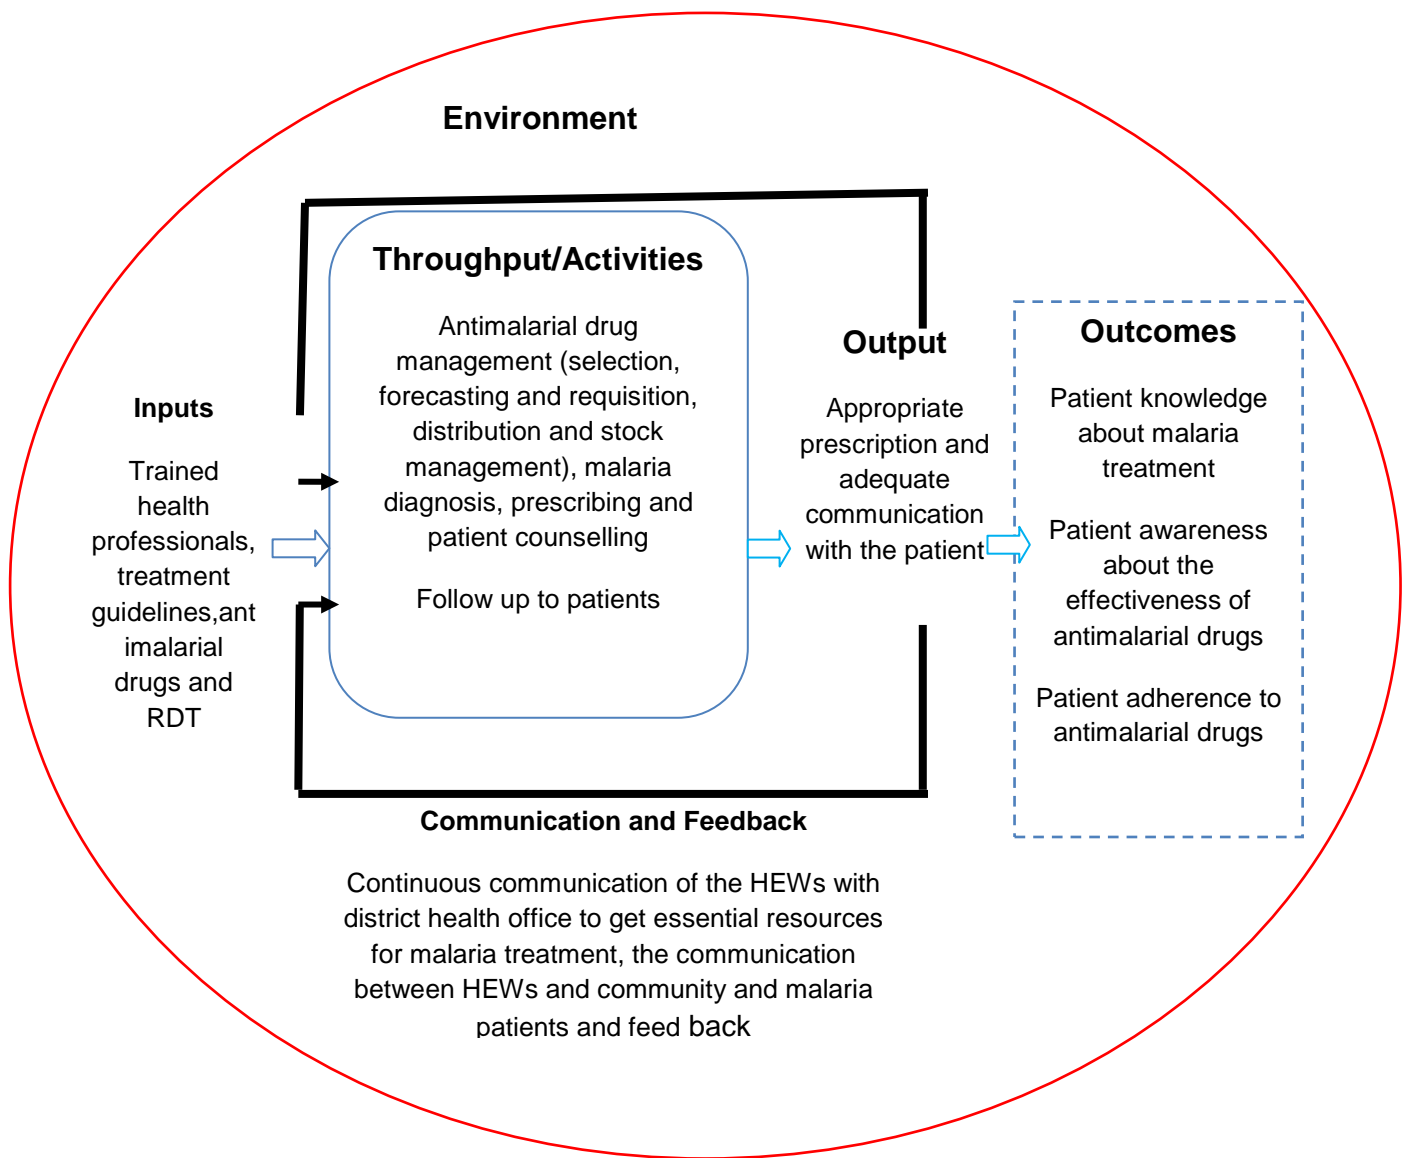 Environment
Inputs
Trained
health
professionals,
treatment
guidelines,ant
imalarial
drugs and
RDT
Throughput/Activities
Antimalarial drug
management (selection,
forecasting and requisition,
distribution and stock
management), malaria
diagnosis, prescribing and
patient counselling
Follow up to patients
Output
Appropriate
prescription and
adequate
communication
with the patient
Outcomes
Patient knowledge
about malaria
treatment
Patient awareness
about the
effectiveness of
antimalarial drugs
Patient adherence to
antimalarial drugs
Communication and Feedback
Continuous communication of the HEWs with
district health office to get essential resources
for malaria treatment, the communication
between HEWs and community and malaria
patients and feed back